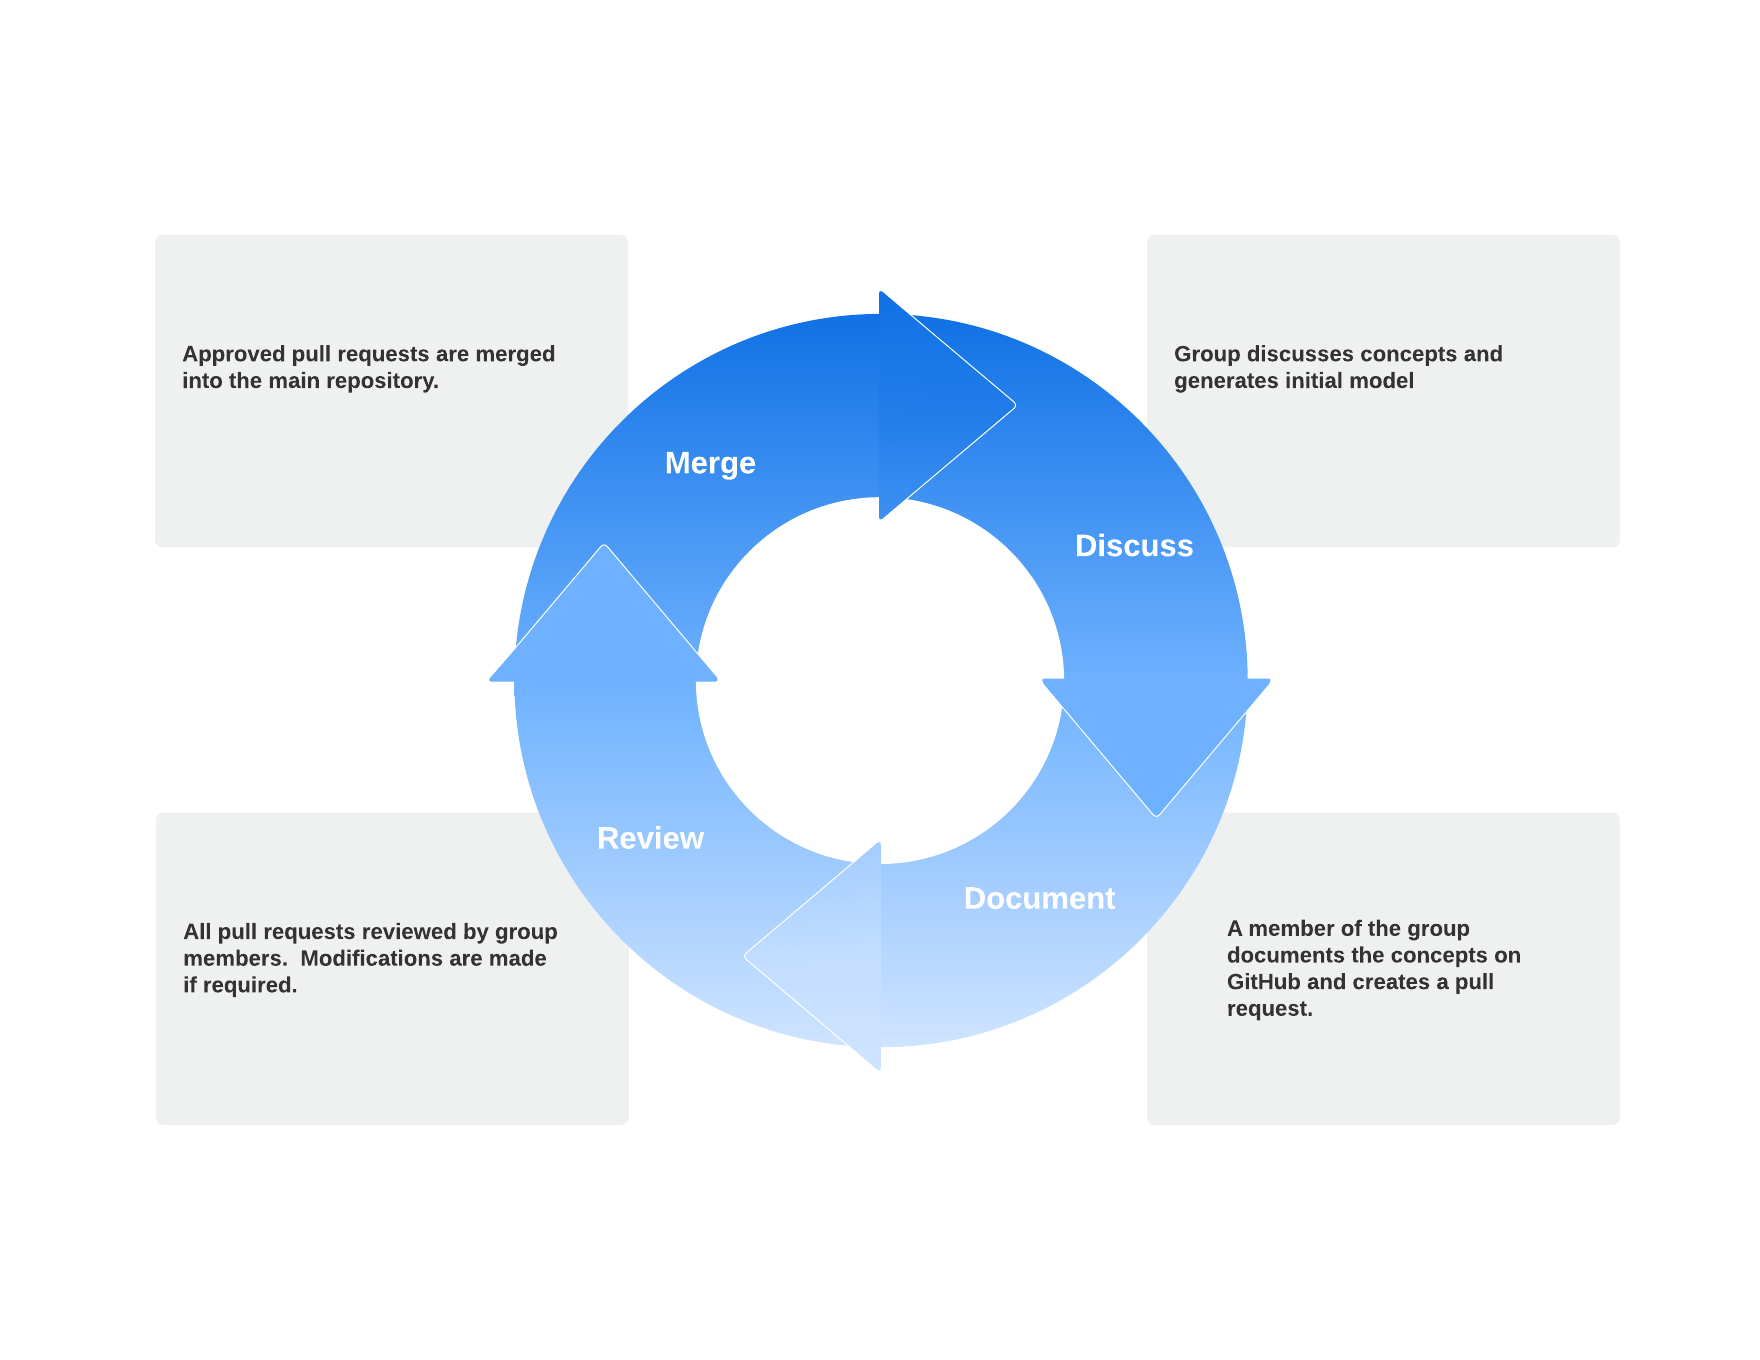 Approved pull requests are merged
into the main repository.
Group discusses concepts and
generates initial model
Merge
Discuss
Review
Document
All pull requests reviewed by group
members.  Modifications are made
if required.
A member of the group
documents the concepts on
GitHub and creates a pull
request.